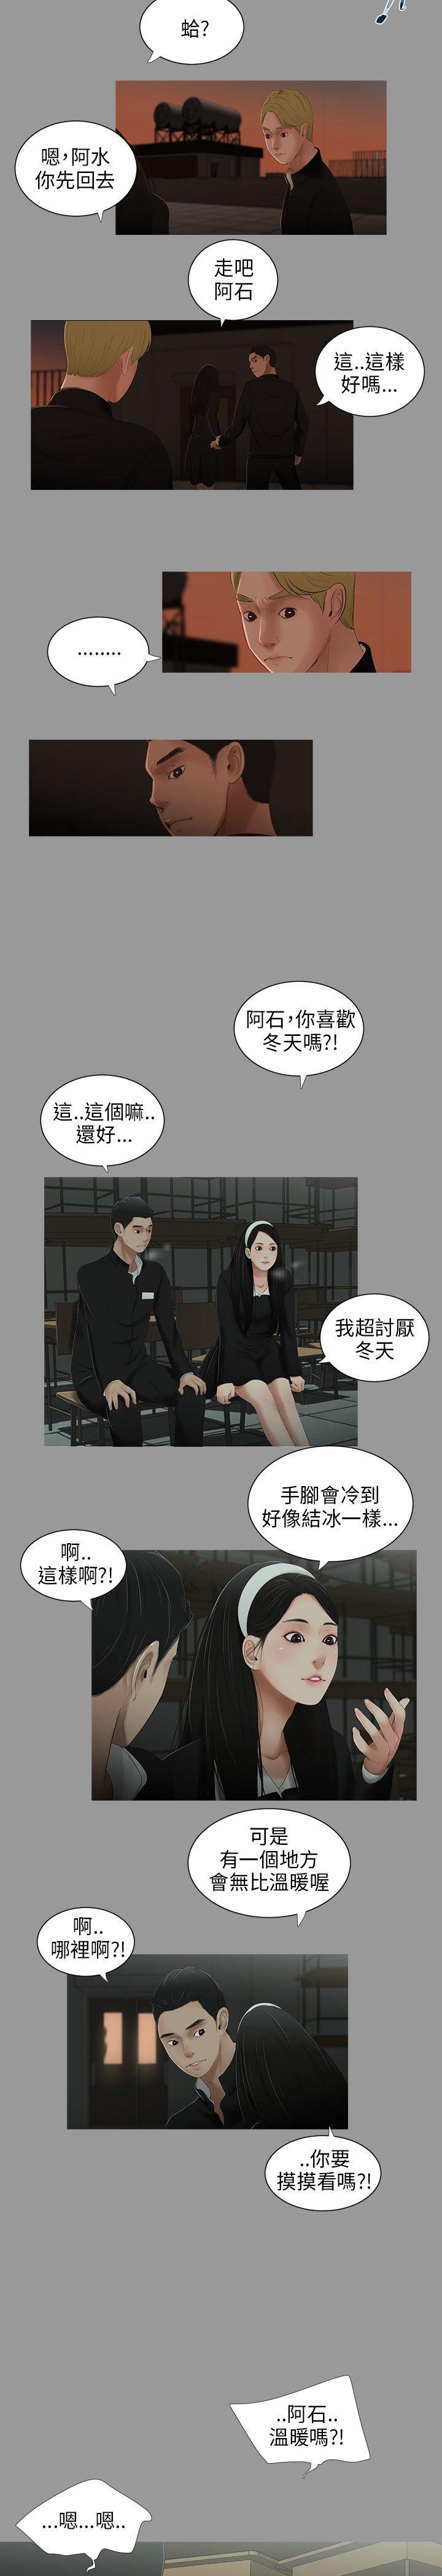 蛤?
嗯，阿水
你先回去
走吧
阿石
這..這樣
好嗎...
........
阿石，你喜歡
冬天嗎?!
這..這個嘛..
還好...
我超討厭
冬天
手腳會冷到
好像結冰一樣...
啊..
這樣啊?!
可是
有一個地方
會無比溫暖喔
啊..
哪裡啊?!
..你要
摸摸看嗎?!
..阿石..
溫暖嗎?!
...嗯...嗯..